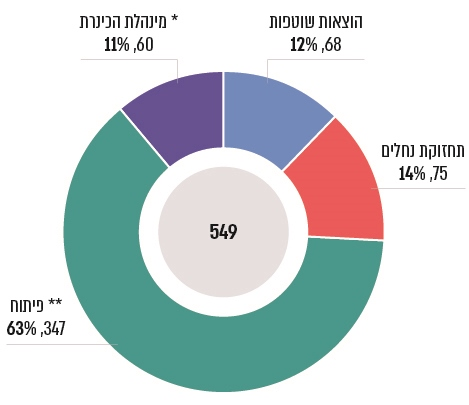 הוצאות שוטפות
68, 12%
תחזוקת נחלים
75, 14%
** פיתוח
347, 63%
* מינהלת הכינרת
60, 11%
549